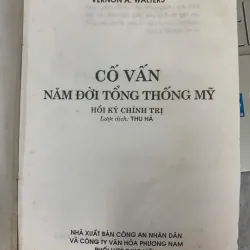 VERNON A. WALTERS
CỐ VẤN
NĂM ĐỜI TỔNG THỐNG MỸ
HỒI KÝ CHÍNH TRỊ
Lược dịch: THU HÀ
NHÀ XUẤT BẢN CÔNG AN NHÂN DÂN
VÀ CÔNG TY VĂN HÓA PHƯƠNG NAM